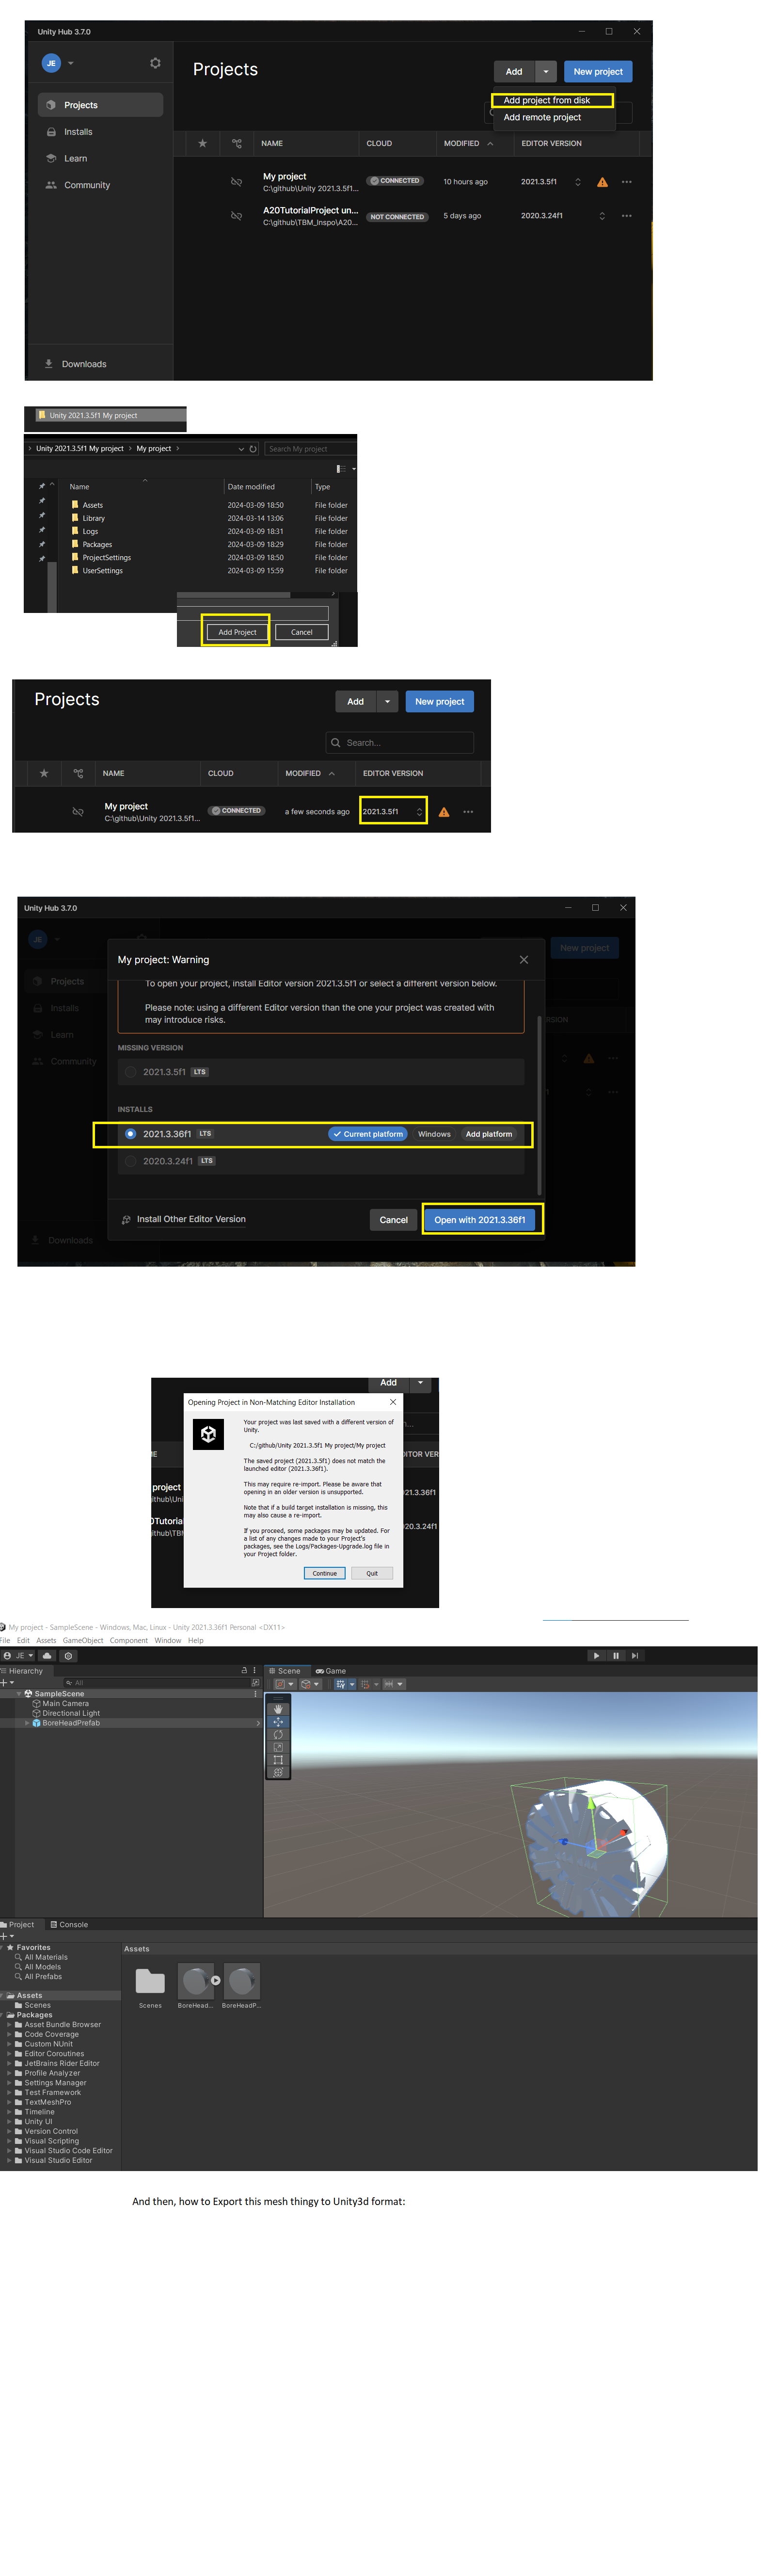 Unity Hub 3.7.0
JE
Projects
Add
New project
Add project from disk
Add remote project
Projects
Installs
Learn
Community
Downloads
NAME CLOUD MODIFIED EDITOR VERSION
My project
C:\github\Unity 2021.3.5f1...
CONNECTED
10 hours ago
2021.3.5f1
A20TutorialProject un...
C:\github\TBM_Inspo\A20...
NOT CONNECTED
5 days ago
2020.3.24f1
Unity 2021.3.5f1 My project
Unity 2021.3.5f1 My project > My project >
Search My project
Name Date modified Type
Assets 2024-03-09 18:50 File folder
Library 2024-03-14 13:06 File folder
Logs 2024-03-09 18:31 File folder
Packages 2024-03-09 18:29 File folder
ProjectSettings 2024-03-09 18:50 File folder
UserSettings 2024-03-09 15:59 File folder
Add Project Cancel
Projects
Add
New project
Search...
NAME CLOUD MODIFIED EDITOR VERSION
My project
C:\github\Unity 2021.3.5f1...
CONNECTED
a few seconds ago
2021.3.5f1
Unity Hub 3.7.0
JE
New project
Projects
Installs
Learn
Community
Downloads
My project: Warning
To open your project, install Editor version 2021.3.5f1 or select a different version below.
Please note: using a different Editor version than the one your project was created with
may introduce risks.
MISSING VERSION
2021.3.5f1 LTS
INSTALLS
2021.3.36f1 LTS Current platform Windows Add platform
2020.3.24f1 LTS
Install Other Editor Version
Cancel
Open with 2021.3.36f1
Add
Opening Project in Non-Matching Editor Installation
Your project was last saved with a different version of
Unity.
C:/github/Unity 2021.3.5f1 My project/My project
The saved project (2021.3.5f1) does not match the
launched editor (2021.3.36f1).
This may require re-import. Please be aware that
opening in an older version is unsupported.
Note that if a build target installation is missing, this
may also cause a re-import.
If you proceed, some packages may be updated. For
a list of any changes made to your Project's
packages, see the Logs/Packages-Upgrade.log file in
your Project folder.
Continue Quit
My project - SampleScene - Windows, Mac, Linux - Unity 2021.3.36f1 Personal <DX11>
File Edit Assets GameObject Component Window Help
JE
Hierarchy
All
SampleScene
Main Camera
Directional Light
BoreHeadPrefab
Scene Game
Project Console
Favorites
All Materials
All Models
All Prefabs
Assets
Scenes
Packages
Asset Bundle Browser
Code Coverage
Custom NUnit
Editor Coroutines
JetBrains Rider Editor
Profile Analyzer
Settings Manager
Test Framework
TextMeshPro
Timeline
Unity UI
Version Control
Visual Scripting
Visual Studio Code Editor
Visual Studio Editor
Assets
Scenes BoreHead... BoreHeadP...
And then, how to Export this mesh thingy to Unity3d format: